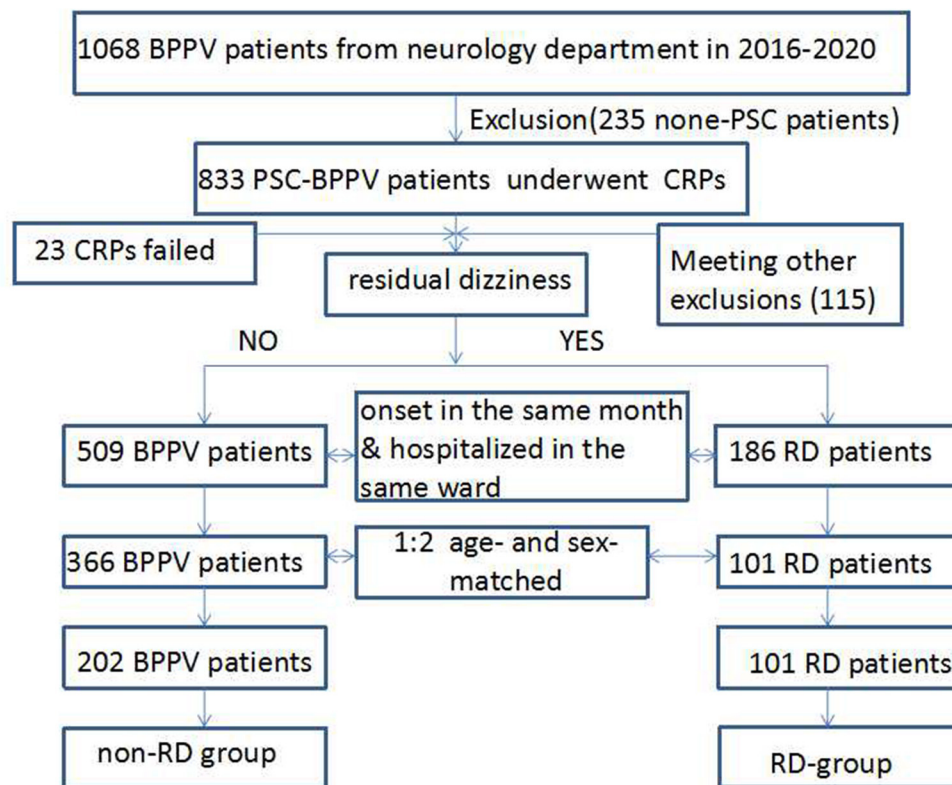 1068 BPPV patients from neurology department in 2016-2020
Exclusion(235 none-PSC patients)
833 PSC-BPPV patients underwent CRPs
23 CRPs failed
residual dizziness
Meeting other
exclusions (115)
NO
YES
509 BPPV patients
onset in the same month
& hospitalized in the
same ward
186 RD patients
366 BPPV patients
1:2 age- and sex-
matched
101 RD patients
202 BPPV patients
101 RD patients
non-RD group
RD-group